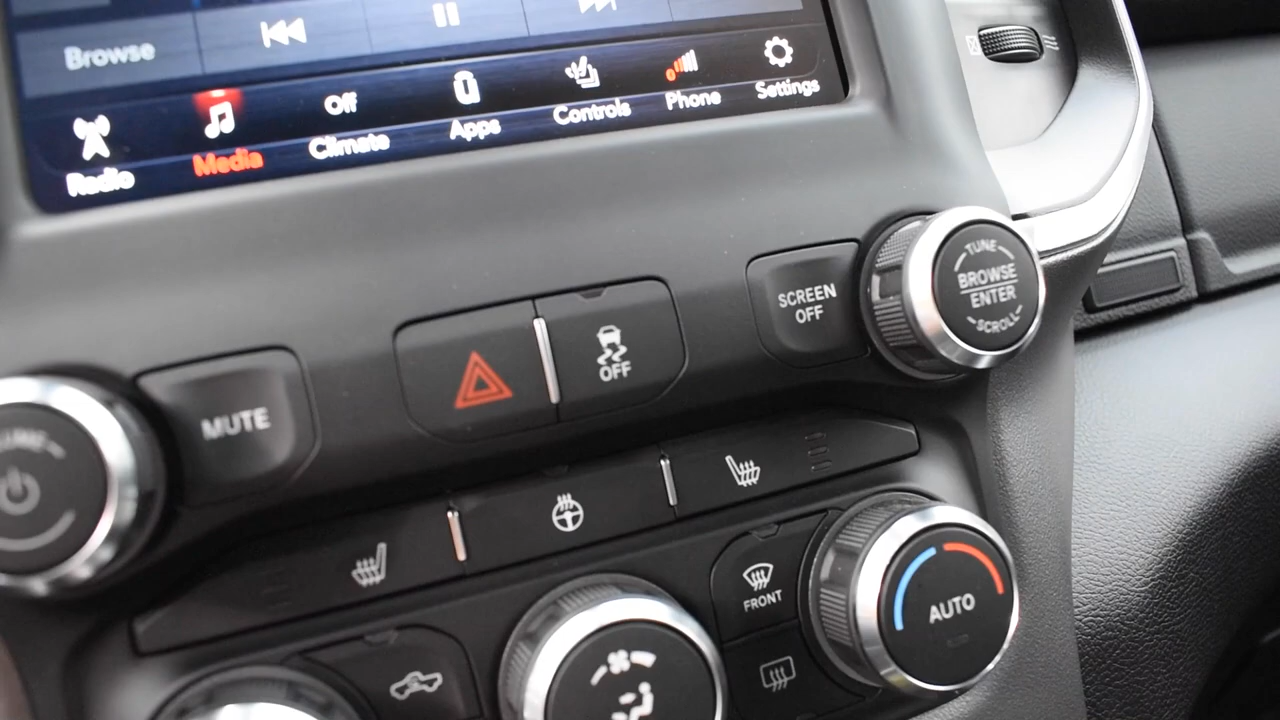 Browse
Radio
Media
Off
Climate
Apps
Controls
Phone
Settings
MUTE
OFF
SCREEN
OFF
TUNE
BROWSE
ENTER
SCROLL
FRONT
AUTO